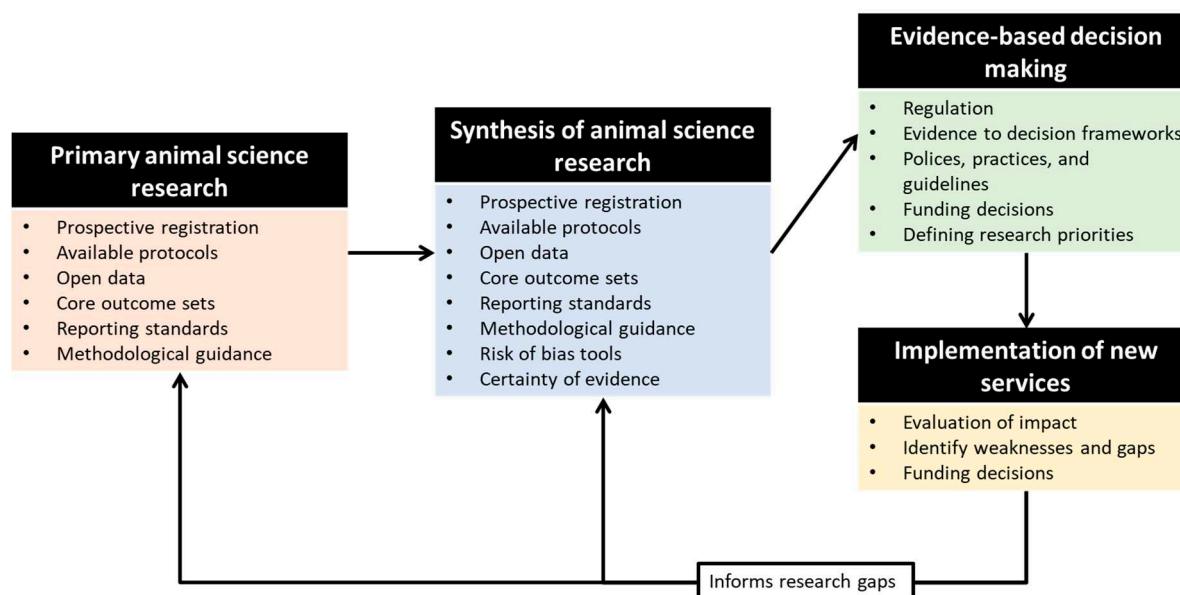 Primary animal science
research
• Prospective registration
• Available protocols
• Open data
• Core outcome sets
• Reporting standards
• Methodological guidance
Synthesis of animal science
research
• Prospective registration
• Available protocols
• Open data
• Core outcome sets
• Reporting standards
• Methodological guidance
• Risk of bias tools
• Certainty of evidence
Evidence-based decision
making
• Regulation
• Evidence to decision frameworks
• Polices, practices, and
guidelines
• Funding decisions
• Defining research priorities
Implementation of new
services
• Evaluation of impact
• Identify weaknesses and gaps
• Funding decisions
Informs research gaps